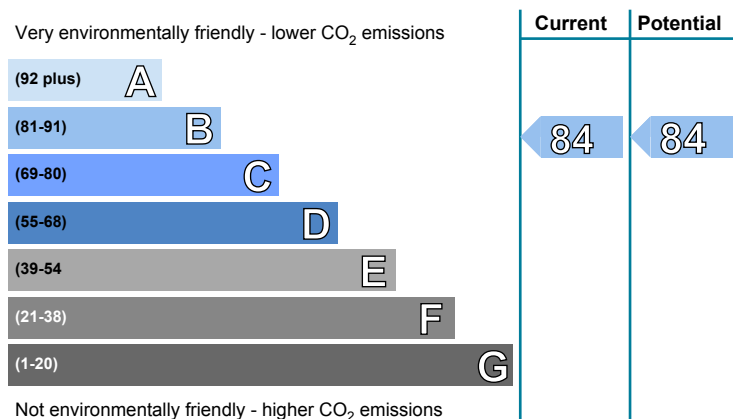 Current Potential
Very environmentally friendly - lower CO2 emissions
(92 plus) A
(81-91) B 84 84
(69-80) C
(55-68) D
(39-54 E
(21-38) F
(1-20) G
Not environmentally friendly - higher CO2 emissions